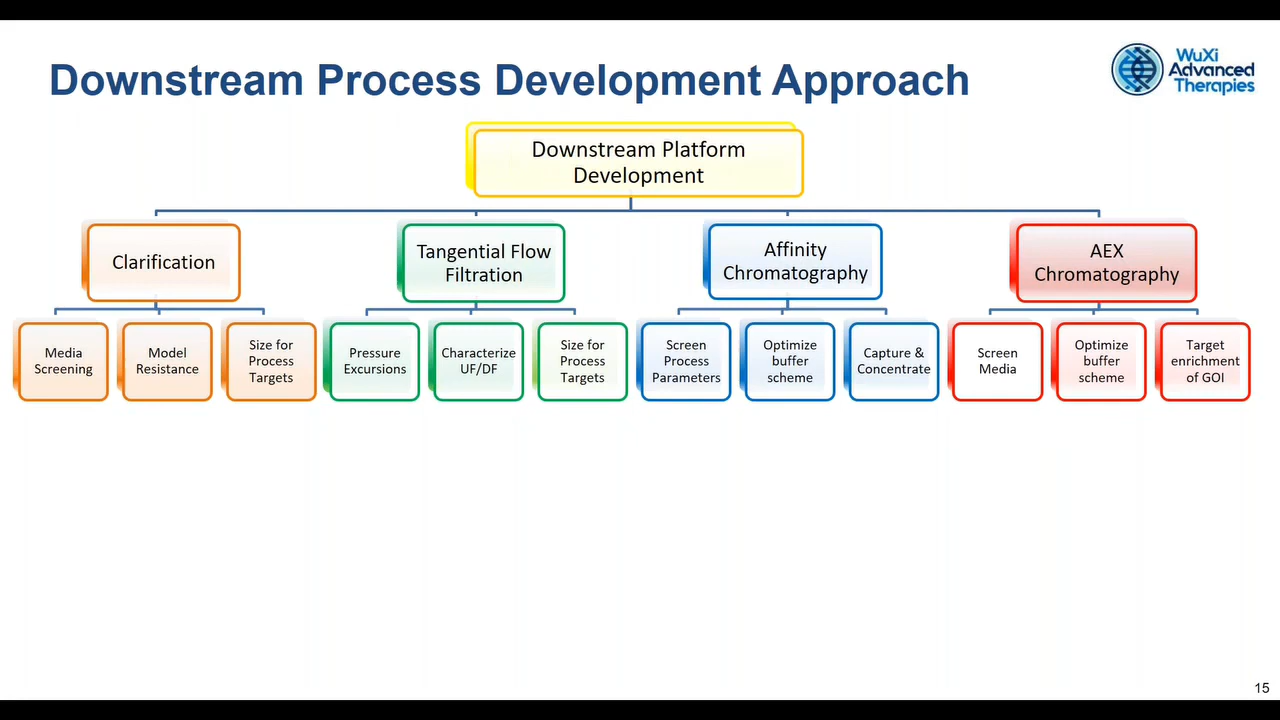 Downstream Process Development Approach
WuXi
Advanced
Therapies
Downstream Platform
Development
Clarification
Tangential Flow
Filtration
Affinity
Chromatography
AEX
Chromatography
Media
Screening
Model
Resistance
Size for
Process
Targets
Pressure
Excursions
Characterize
UF/DF
Size for
Process
Targets
Screen
Process
Parameters
Optimize
buffer
scheme
Capture &
Concentrate
Screen
Media
Optimize
buffer
scheme
Target
enrichment
of GOI
15